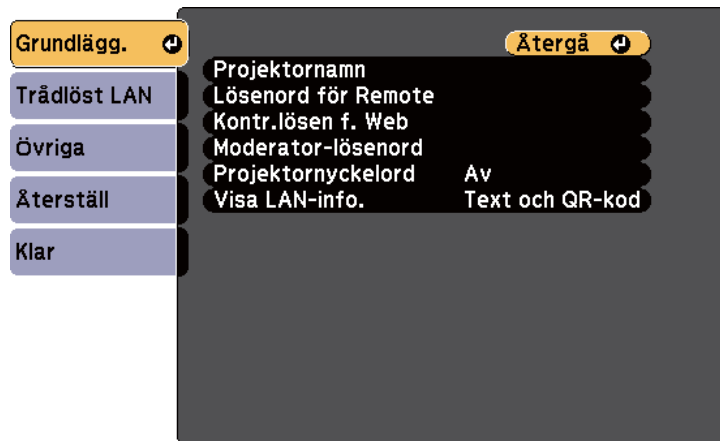 Grundlägg.
Trådlöst LAN
Övriga
Återställ
Klar
Återgå
Projektornamn
Lösenord för Remote
Kontr.lösen f. Web
Moderator-lösenord
Projektornyckelord Av
Visa LAN-info. Text och QR-kod